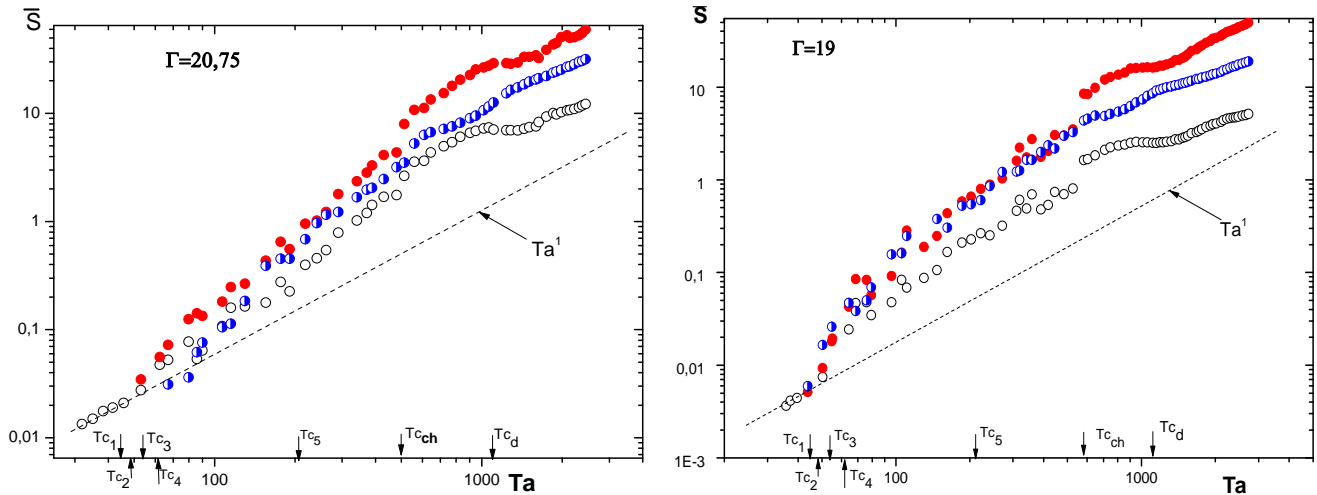 S̅
Γ=20,75
10
1
0,1
0,01
Ta¹
Tc₁
Tc₃
Tc₅
Tc_ch
Tc_d
Tc₂
Tc₄
100
1000
Ta
S̅
Γ=19
10
1
0,1
0,01
1E-3
Ta¹
Tc₁
Tc₃
Tc₅
Tc_ch
Tc_d
Tc₂
Tc₄
100
1000
Ta